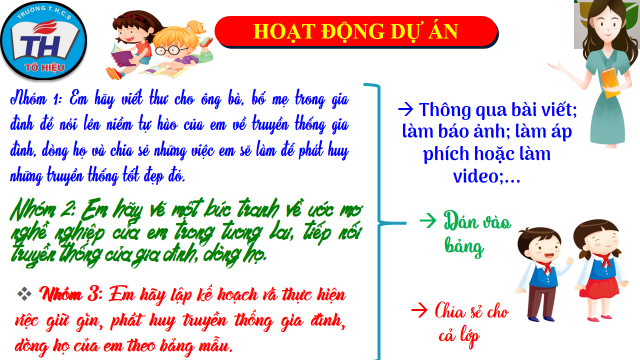 TRƯỜNG T.H.C.S
TH
TÔ HIỆU
HOẠT ĐỘNG DỰ ÁN
Nhóm 1: Em hãy viết thư cho ông bà, bố mẹ trong gia
đình để nói lên niềm tự hào của em về truyền thống gia
đình, dòng họ và chia sẻ những việc em sẽ làm để phát huy
những truyền thống tốt đẹp đó.
Nhóm 2: Em hãy vẽ một bức tranh về ước mơ
nghề nghiệp của em trong tương lai, tiếp nối
truyền thống của gia đình, dòng họ.
❖ Nhóm 3: Em hãy lập kế hoạch và thực hiện
việc giữ gìn, phát huy truyền thống gia đình,
dòng họ của em theo bảng mẫu.
→ Thông qua bài viết;
làm báo ảnh; làm áp
phích hoặc làm
video;...
→ Dán vào
bảng
→ Chia sẻ cho
cả lớp